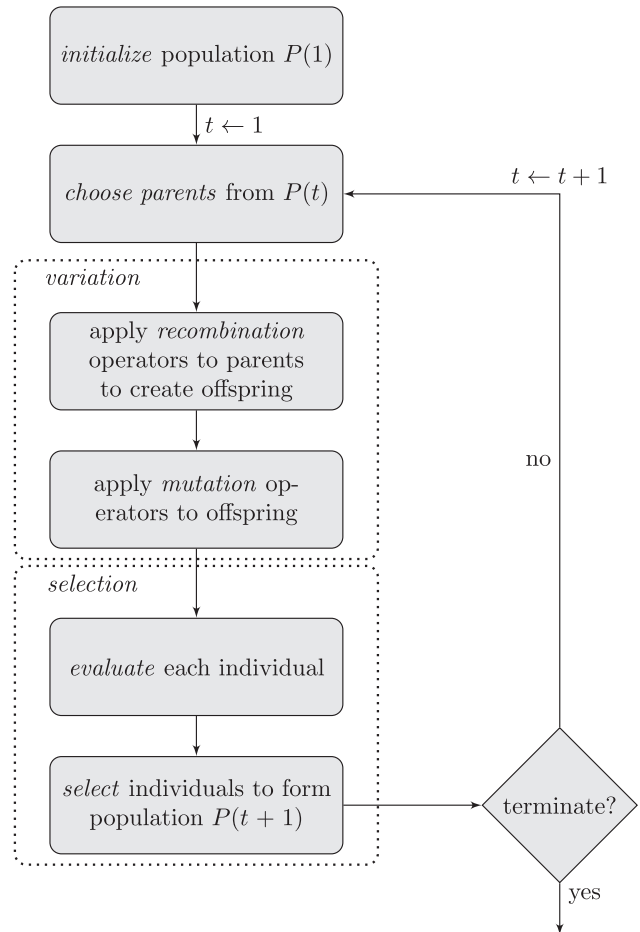 initialize population P(1)
t ← 1
choose parents from P(t)
t ← t + 1
variation
apply recombination
operators to parents
to create offspring
apply mutation op-
erators to offspring
no
selection
evaluate each individual
select individuals to form
population P(t + 1)
terminate?
yes